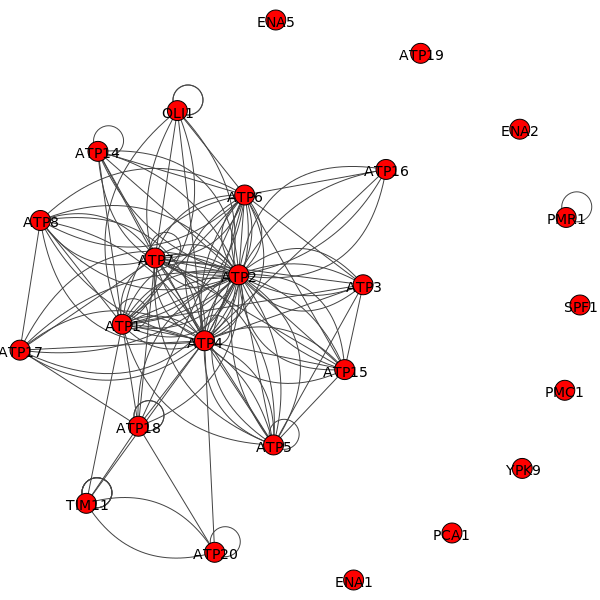 ENA5
ATP19
OLI1
ENA2
ATP14
ATP16
ATP6
ATP8
PMR1
ATP7
ATP2
ATP3
SPF1
ATP1
ATP4
ATP17
ATP15
PMC1
ATP18
ATP5
YPK9
TIM11
PCA1
ATP20
ENA1